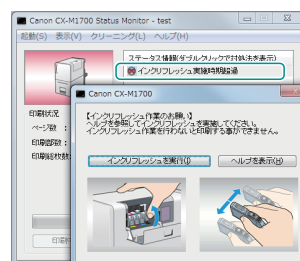 Canon CX-M1700 Status Monitor - test
起動(S) 表示(V) クリーニング(L) ヘルプ(H)
ステータス情報(ダブルクリックで対処法を表示)
インクリフレッシュ実施時期超過
印刷状況
ページ数 :
印刷部数 :
印刷総枚数
Canon CX-M1700
【インクリフレッシュ作業のお願い】
ヘルプを参照してインクリフレッシュを実施してください。
インクリフレッシュ作業を行わないと印刷する事ができません。
インクリフレッシュを実行(I)
ヘルプを表示(H)